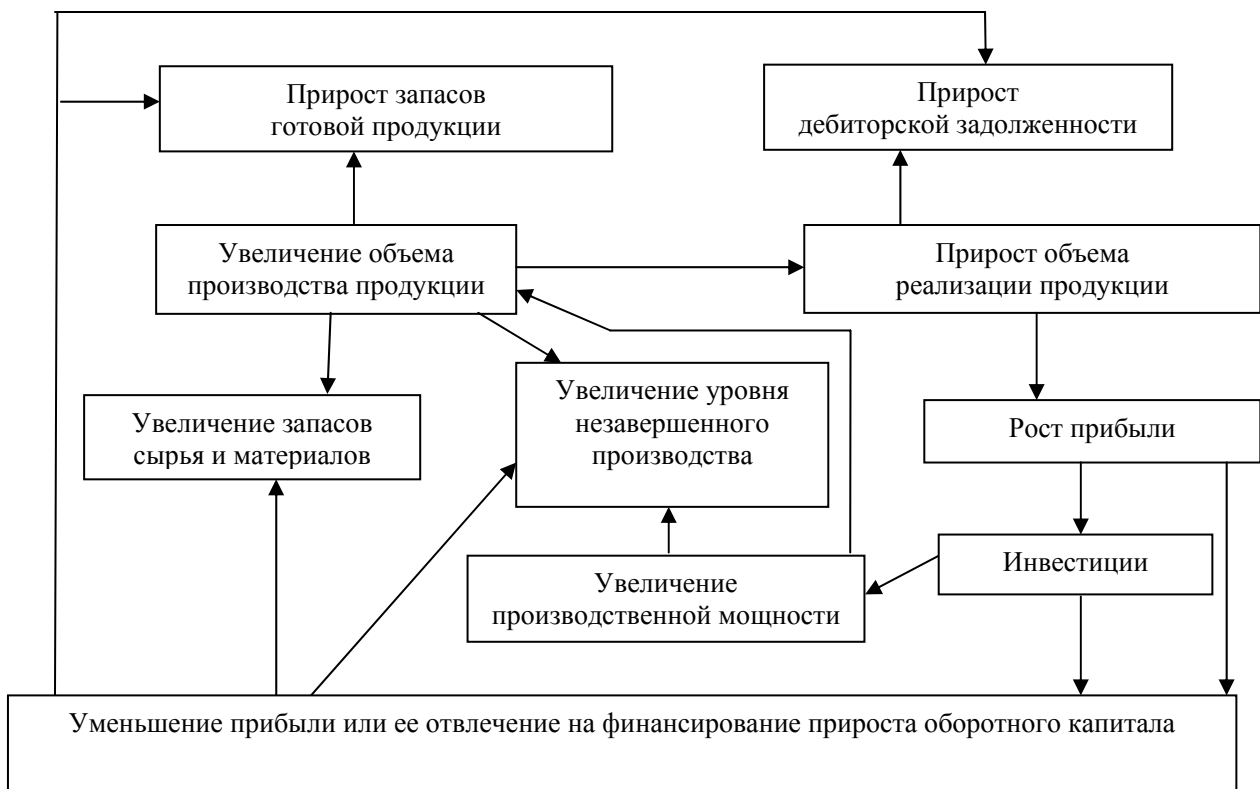 Прирост запасов
готовой продукции
Прирост
дебиторской задолженности
Увеличение объема
производства продукции
Прирост объема
реализации продукции
Увеличение запасов
сырья и материалов
Увеличение уровня
незавершенного
производства
Рост прибыли
Инвестиции
Увеличение
производственной мощности
Уменьшение прибыли или ее отвлечение на финансирование прироста оборотного капитала